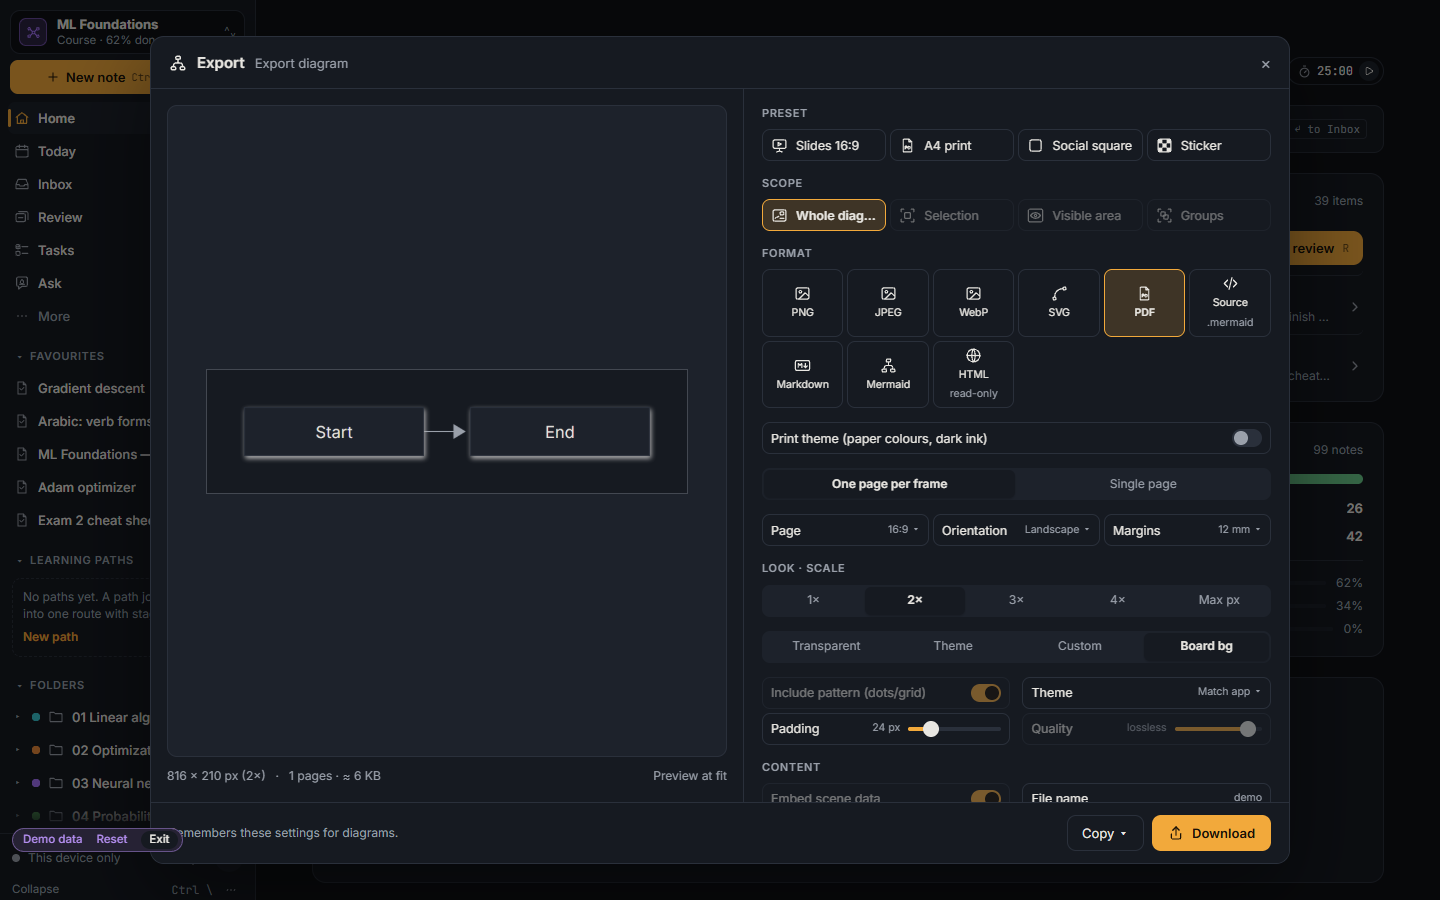 ML Foundations
Course · 62% don
New note Ctr
Home
Today
Inbox
Review
Tasks
Ask
More
FAVOURITES
Gradient descent
Arabic: verb forms
ML Foundations —
Adam optimizer
Exam 2 cheat shee
LEARNING PATHS
No paths yet. A path jo
into one route with sta
New path
FOLDERS
01 Linear alg
02 Optimizat
03 Neural ne
04 Probabilit
Demo data Reset Exit
This device only
Collapse Ctrl \
Export Export diagram
Start End
816 × 210 px (2×) · 1 pages · ≈ 6 KB Preview at fit
PRESET
Slides 16:9 A4 print Social square Sticker
SCOPE
Whole diag... Selection Visible area Groups
FORMAT
PNG JPEG WebP SVG PDF Source
.mermaid
Markdown Mermaid HTML
read-only
Print theme (paper colours, dark ink)
One page per frame Single page
Page 16:9 Orientation Landscape Margins 12 mm
LOOK · SCALE
1× 2× 3× 4× Max px
Transparent Theme Custom Board bg
Include pattern (dots/grid) Theme Match app
Padding 24 px Quality lossless
CONTENT
Embed scene data File name demo
emembers these settings for diagrams.
Copy Download
25:00
↵ to Inbox
39 items
review R
inish ...
cheat...
99 notes
26
42
62%
34%
0%